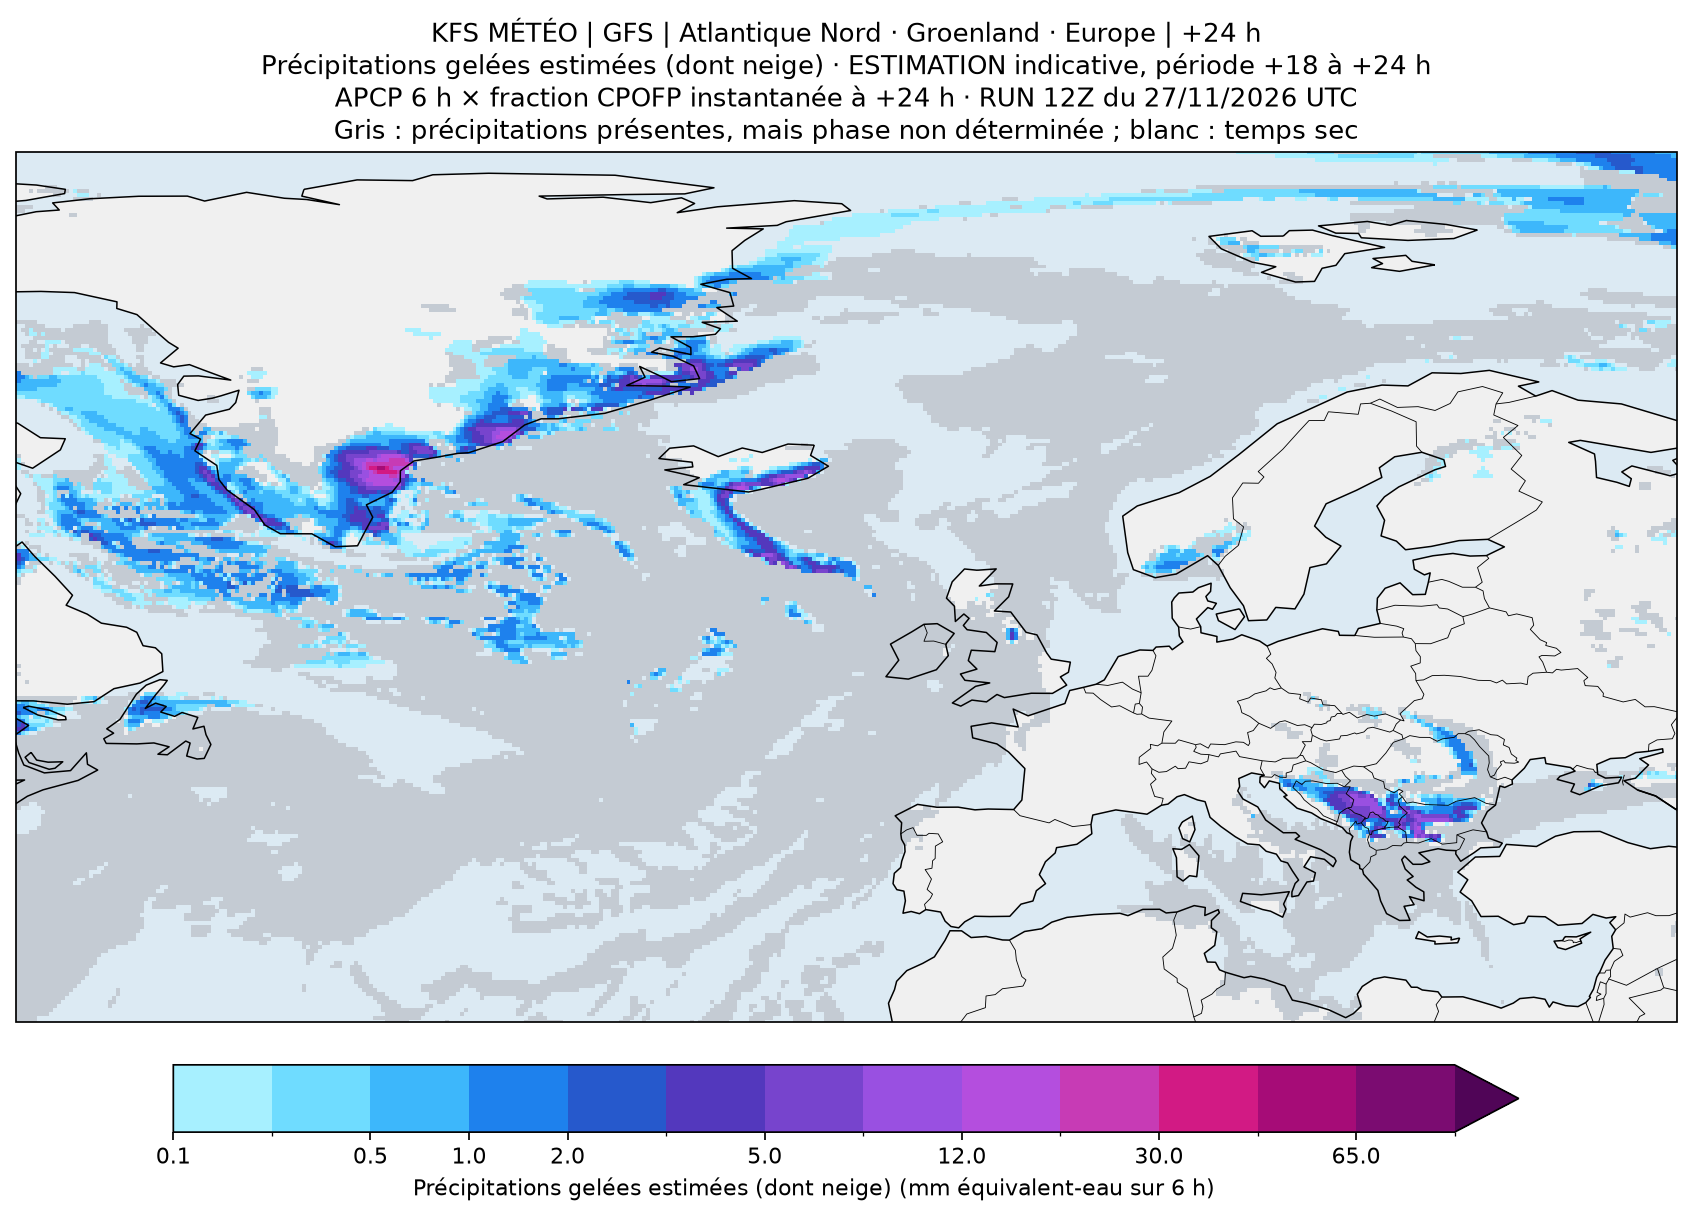 KFS MÉTÉO | GFS | Atlantique Nord · Groenland · Europe | +24 h
Précipitations gelées estimées (dont neige) · ESTIMATION indicative, période +18 à +24 h
APCP 6 h × fraction CPOFP instantanée à +24 h · RUN 12Z du 27/11/2026 UTC
Gris : précipitations présentes, mais phase non déterminée ; blanc : temps sec
0.1 0.5 1.0 2.0 5.0 12.0 30.0 65.0
Précipitations gelées estimées (dont neige) (mm équivalent-eau sur 6 h)